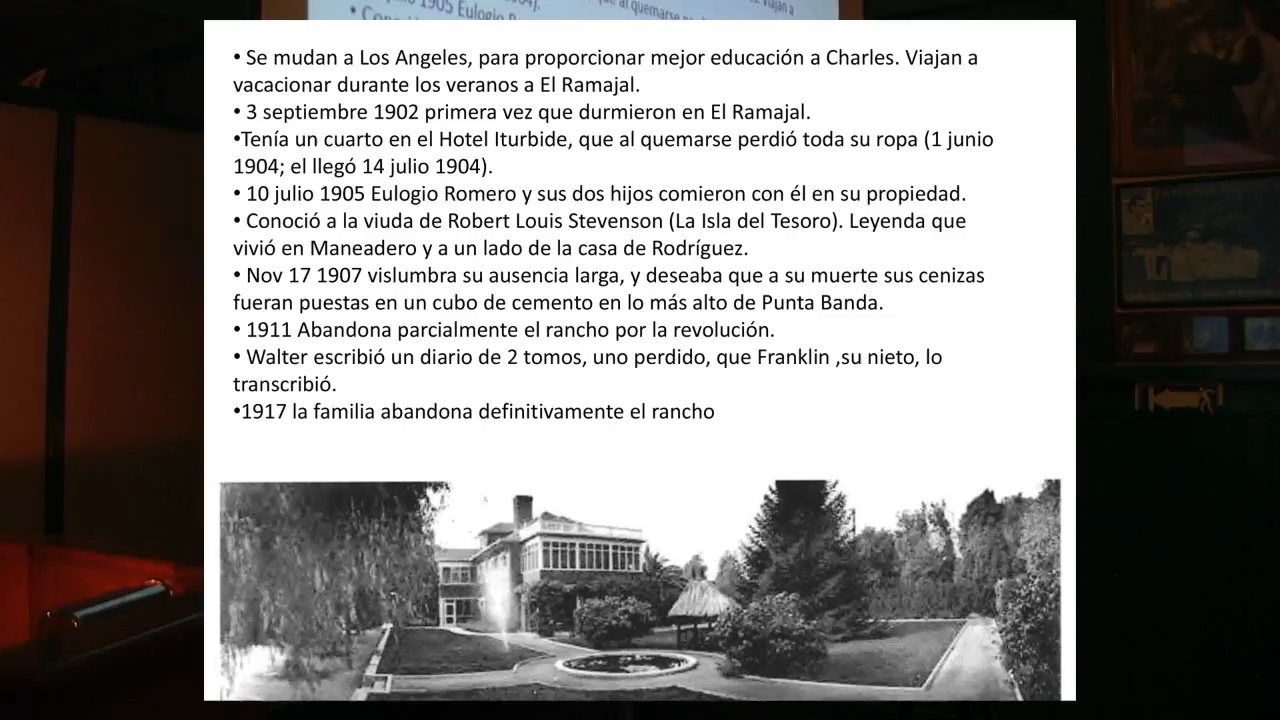 1905 Eulogio
• Se mudan a Los Angeles, para proporcionar mejor educación a Charles. Viajan a
vacacionar durante los veranos a El Ramajal.
• 3 septiembre 1902 primera vez que durmieron en El Ramajal.
•Tenía un cuarto en el Hotel Iturbide, que al quemarse perdió toda su ropa (1 junio
1904; el llegó 14 julio 1904).
• 10 julio 1905 Eulogio Romero y sus dos hijos comieron con él en su propiedad.
• Conoció a la viuda de Robert Louis Stevenson (La Isla del Tesoro). Leyenda que
vivió en Maneadero y a un lado de la casa de Rodríguez.
• Nov 17 1907 vislumbra su ausencia larga, y deseaba que a su muerte sus cenizas
fueran puestas en un cubo de cemento en lo más alto de Punta Banda.
• 1911 Abandona parcialmente el rancho por la revolución.
• Walter escribió un diario de 2 tomos, uno perdido, que Franklin ,su nieto, lo
transcribió.
•1917 la familia abandona definitivamente el rancho